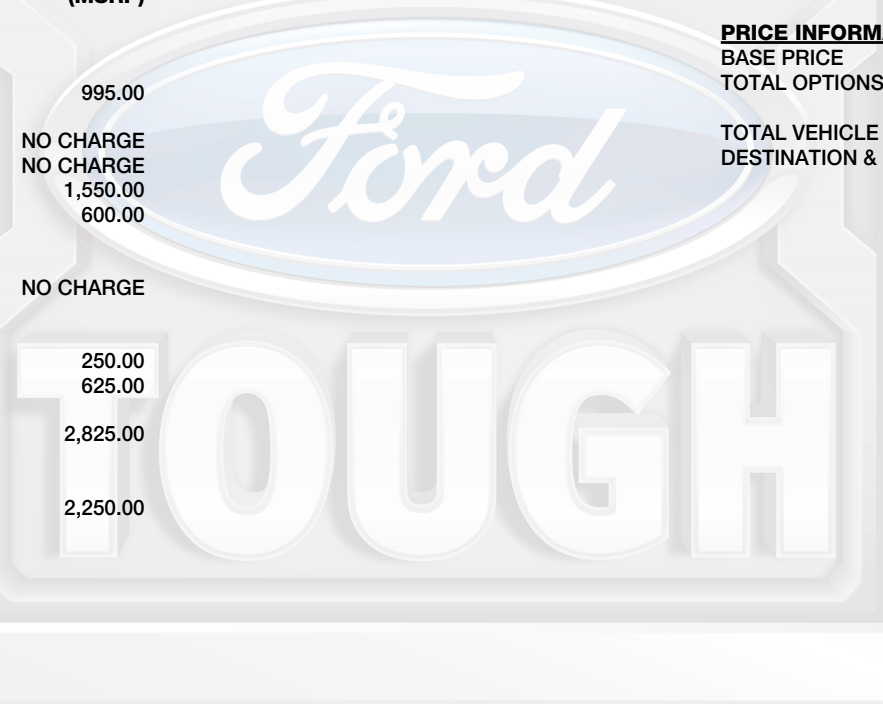 (MSRP)
995.00
NO CHARGE
NO CHARGE
1,550.00
600.00
NO CHARGE
250.00
625.00
2,825.00
2,250.00
PRICE INFORM
BASE PRICE
TOTAL OPTIONS
TOTAL VEHICLE
DESTINATION &
Ford
TOUGH